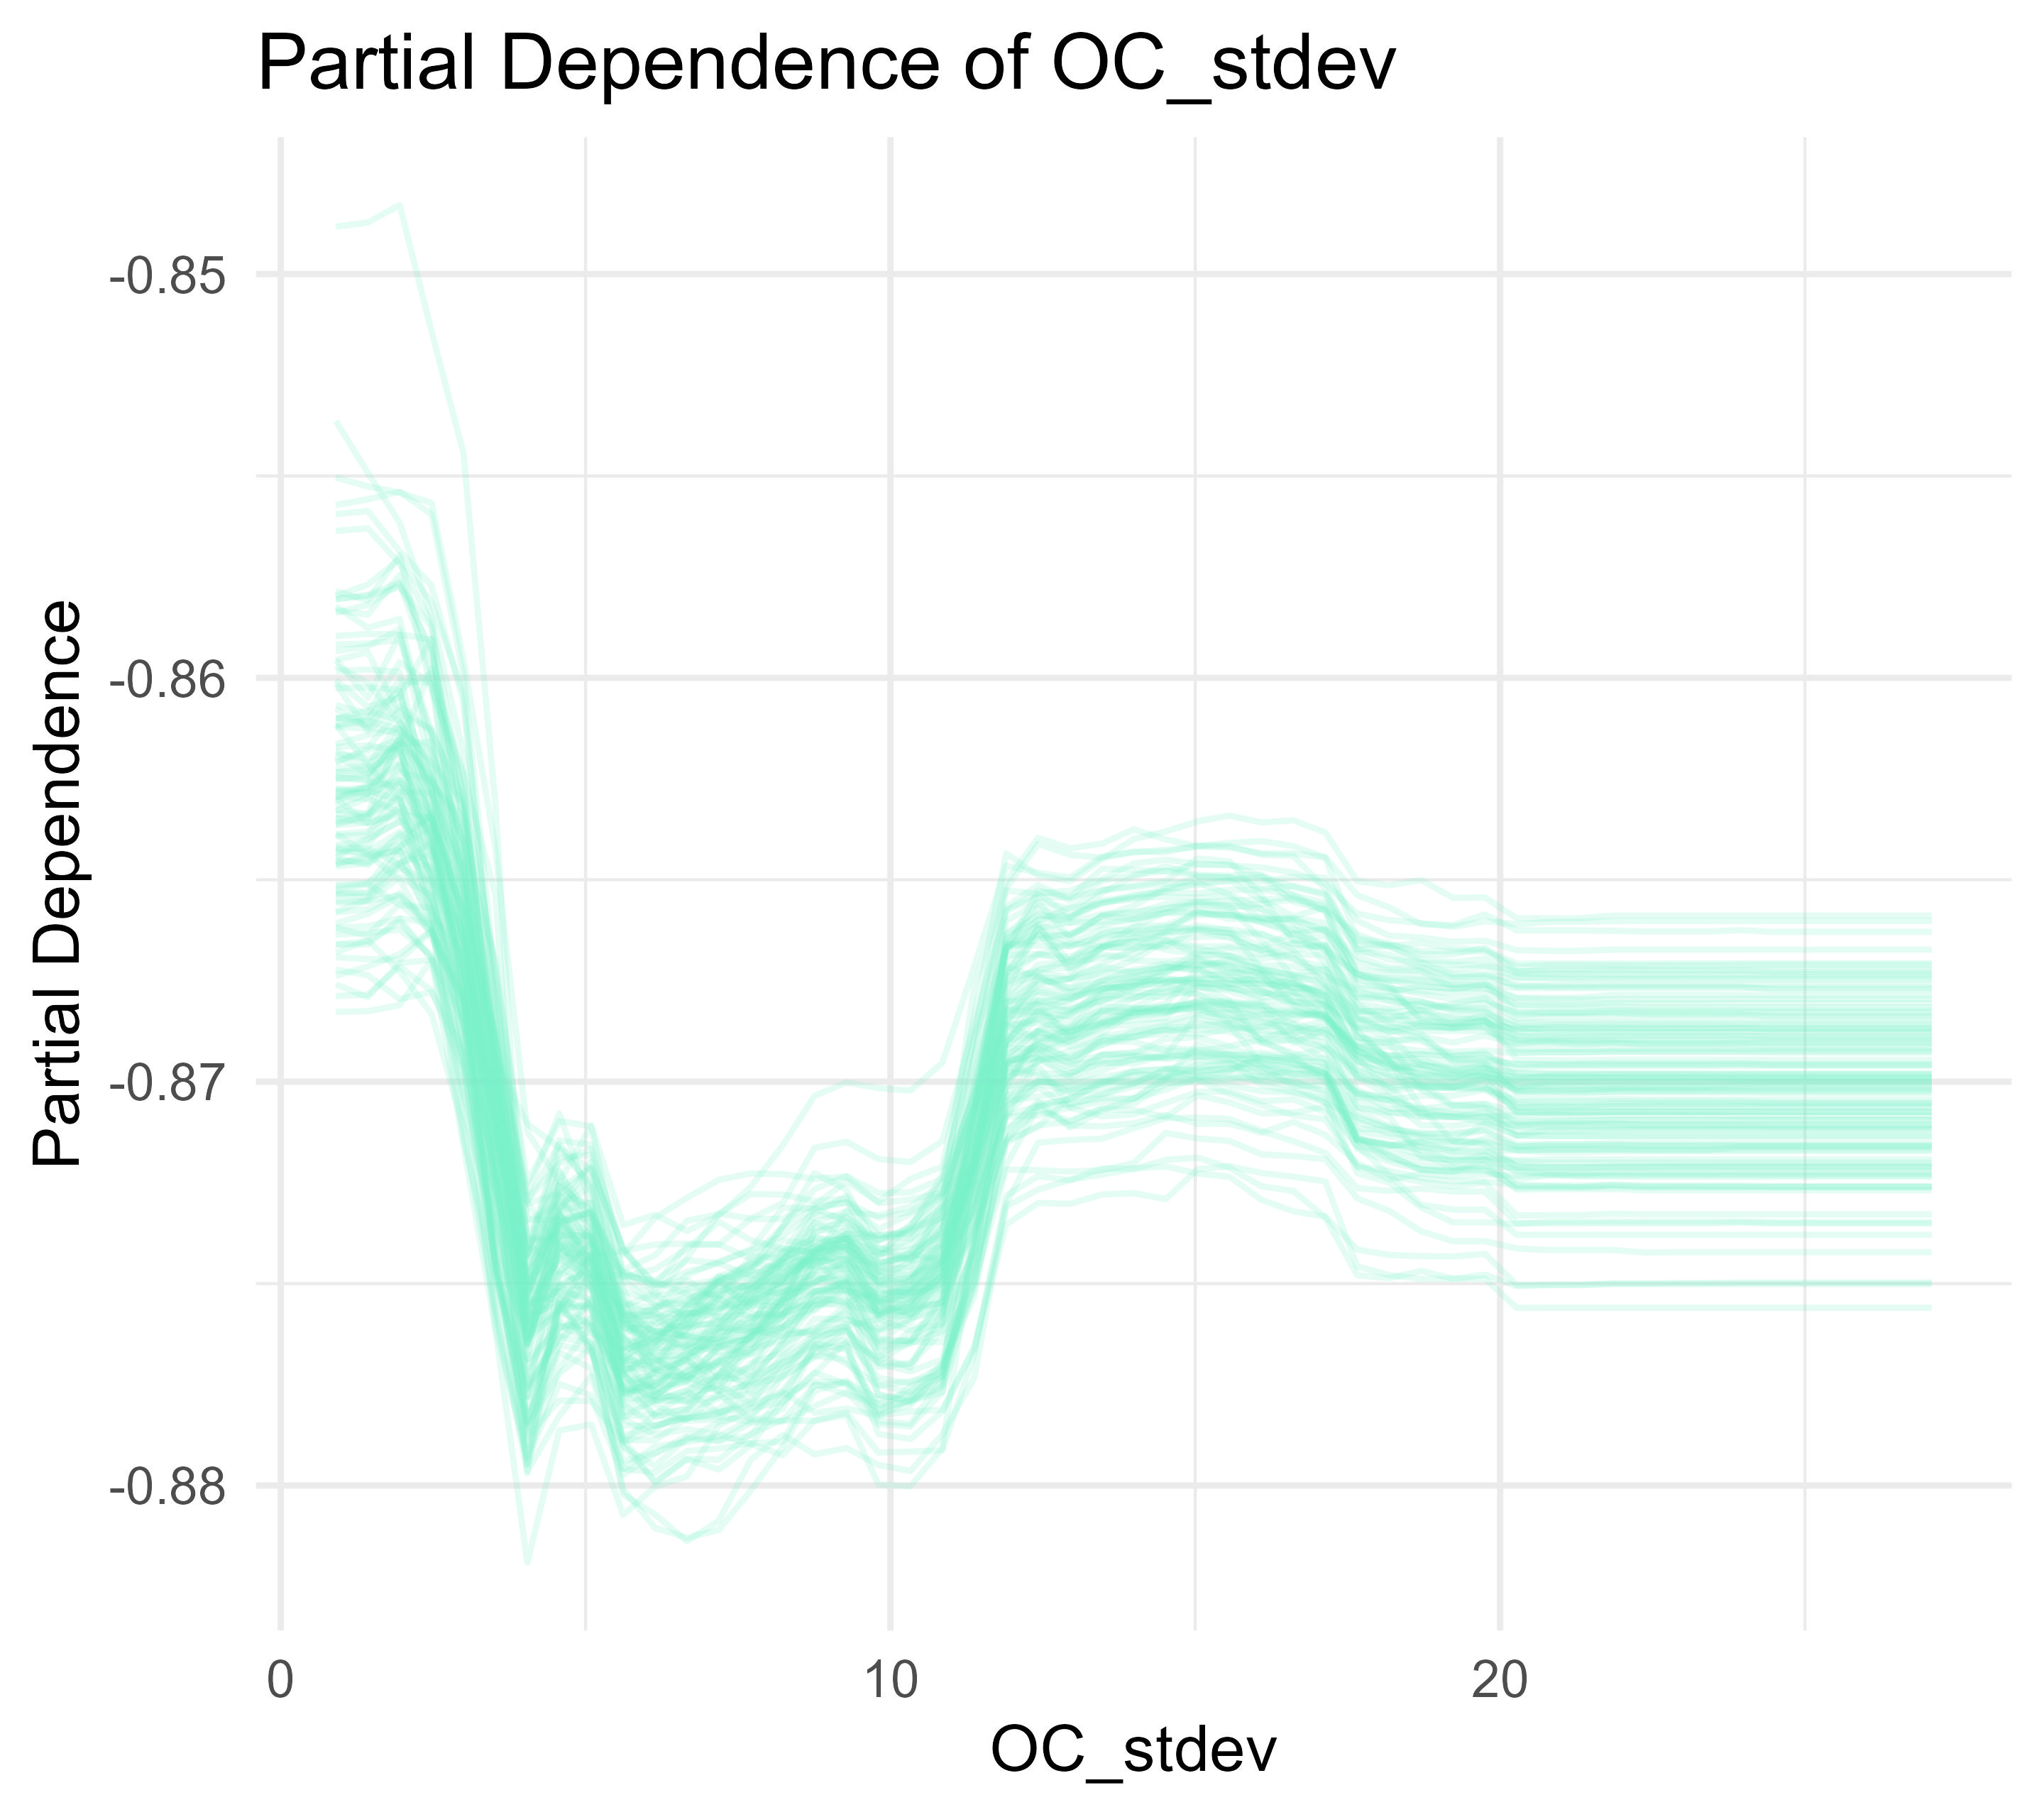 Partial Dependence of OC_stdev
Partial Dependence
-0.85
-0.86
-0.87
-0.88
0 10 20
OC_stdev